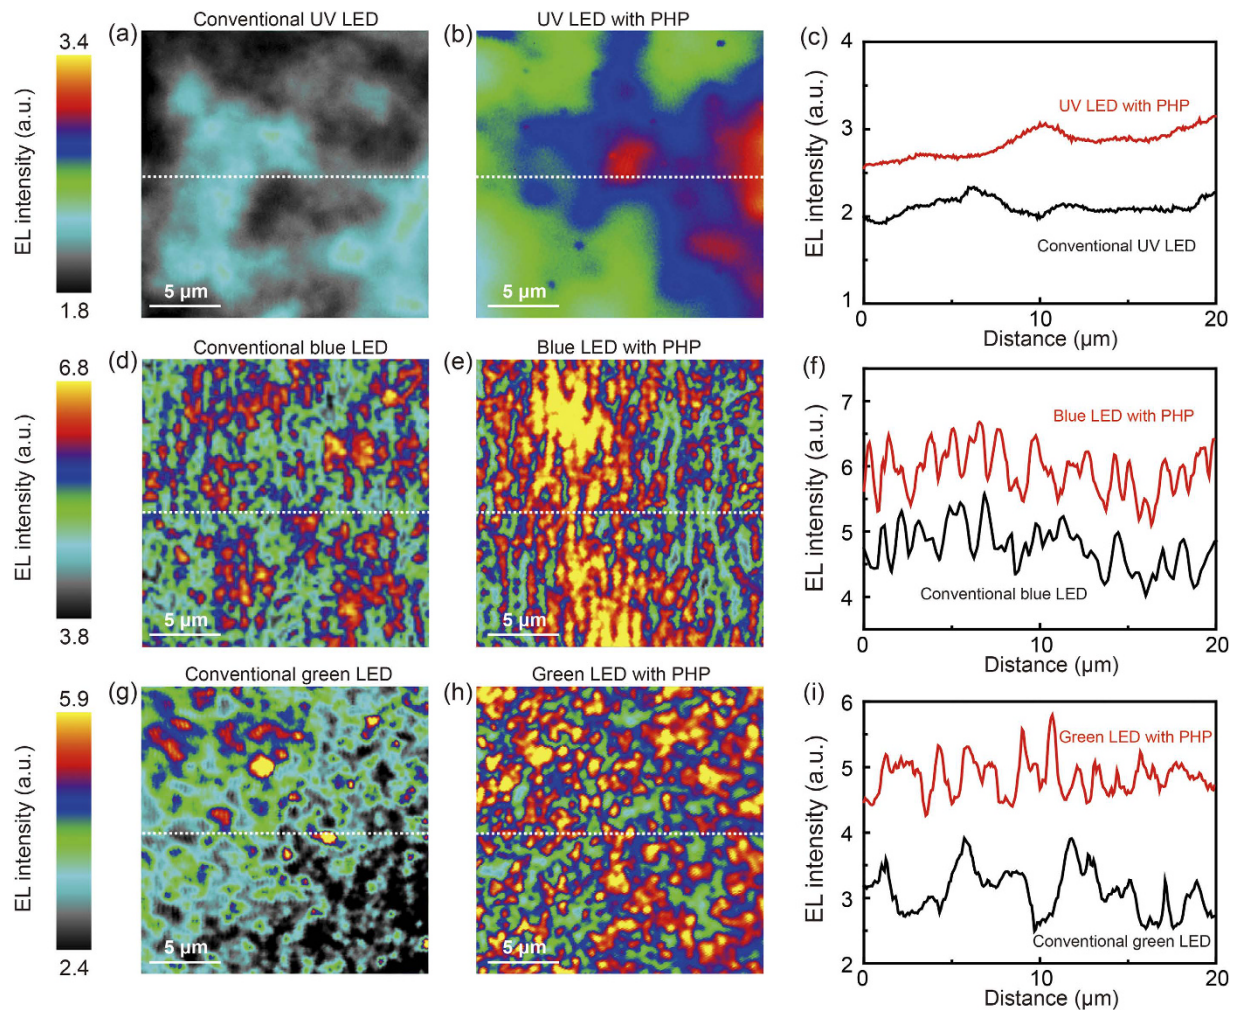 Conventional UV LED
UV LED with PHP
(a)
(b)
(c)
3.4
EL intensity (a.u.)
1.8
5 µm
5 µm
4
3
2
1
EL intensity (a.u.)
UV LED with PHP
Conventional UV LED
0
10
20
Distance (µm)
Conventional blue LED
Blue LED with PHP
(d)
(e)
(f)
6.8
EL intensity (a.u.)
3.8
5 µm
5 µm
7
6
5
4
EL intensity (a.u.)
Blue LED with PHP
Conventional blue LED
0
10
20
Distance (µm)
Conventional green LED
Green LED with PHP
(g)
(h)
(i)
5.9
EL intensity (a.u.)
2.4
5 µm
5 µm
6
5
4
3
2
EL intensity (a.u.)
Green LED with PHP
Conventional green LED
0
10
20
Distance (µm)